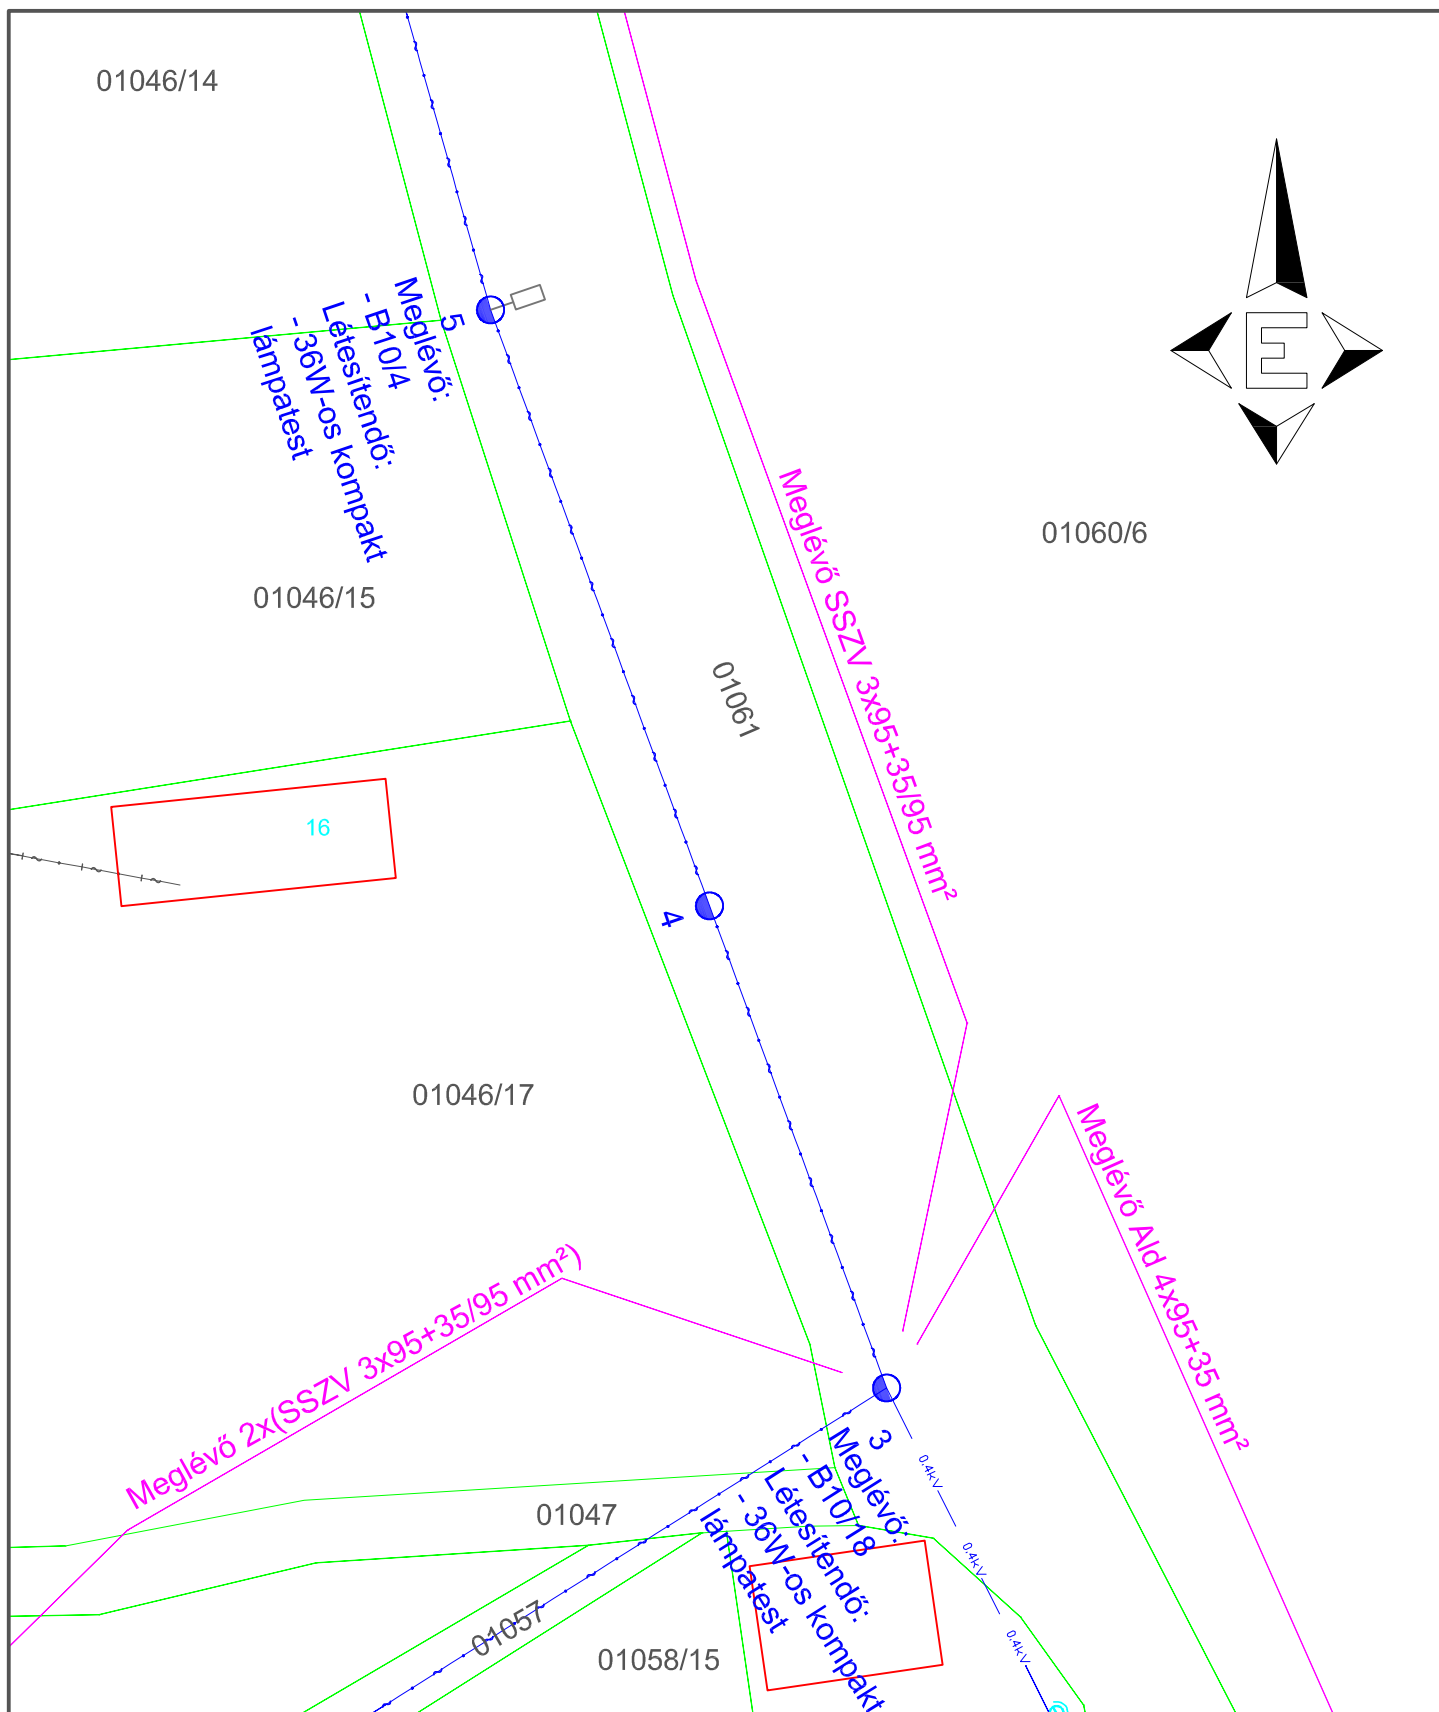 01046/14
E
5
Meglévő:
- B10/4
Létesítendő:
- 36W-os kompakt
lámpatest
Meglévő SSZV 3x95+35/95 mm²
01060/6
01046/15
01061
16
4
01046/17
Meglévő Ald 4x95+35 mm²
Meglévő 2x(SSZV 3x95+35/95 mm²)
3
Meglévő:
- B10/18
Létesítendő:
- 36W-os kompakt
lámpatest
0.4kV
0.4kV
0.4kV
01047
01057
01058/15